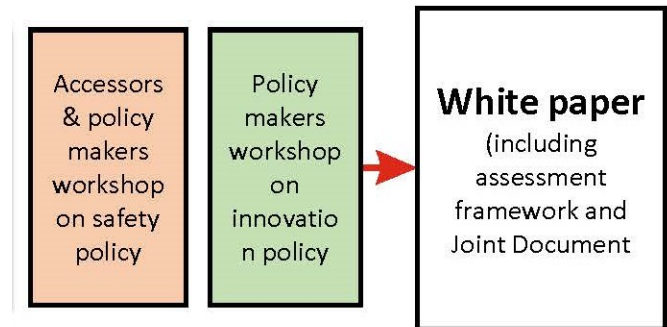 Accessors
& policy
makers
workshop
on safety
policy
Policy
makers
workshop
on
innovatio
n policy
White paper
(including
assessment
framework and
Joint Document